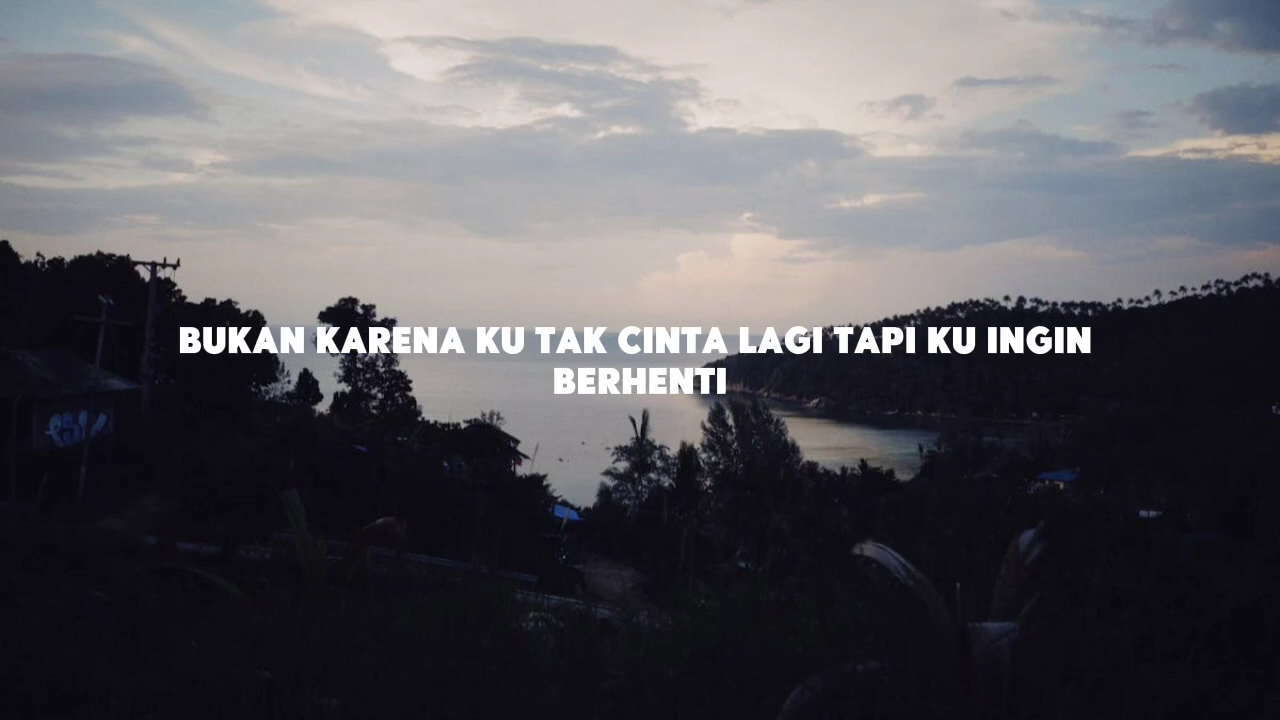 BUKAN KARENA KU TAK CINTA LAGI TAPI KU INGIN
BERHENTI